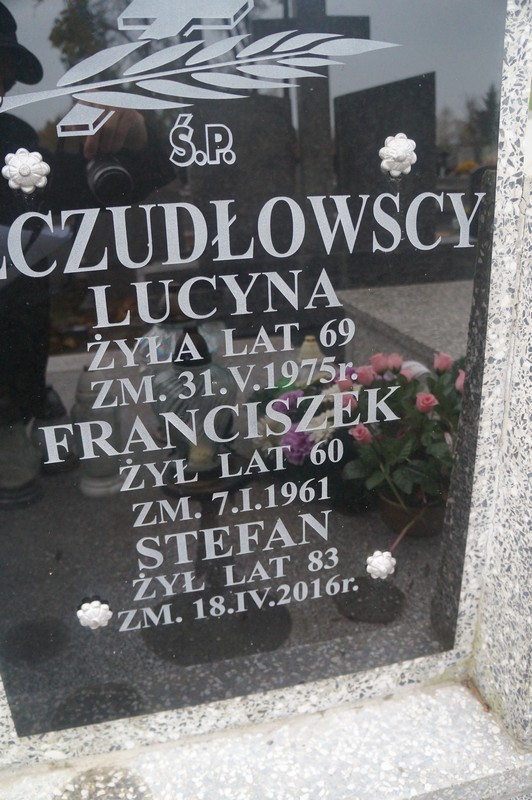 Ś.P.
CZUDŁOWSCY
LUCYNA
ŻYŁA LAT 69
ZM. 31.V.1975r.
FRANCISZEK
ŻYŁ LAT 60
ZM. 7.I.1961
STEFAN
ŻYŁ LAT 83
ZM. 18.IV.2016r.